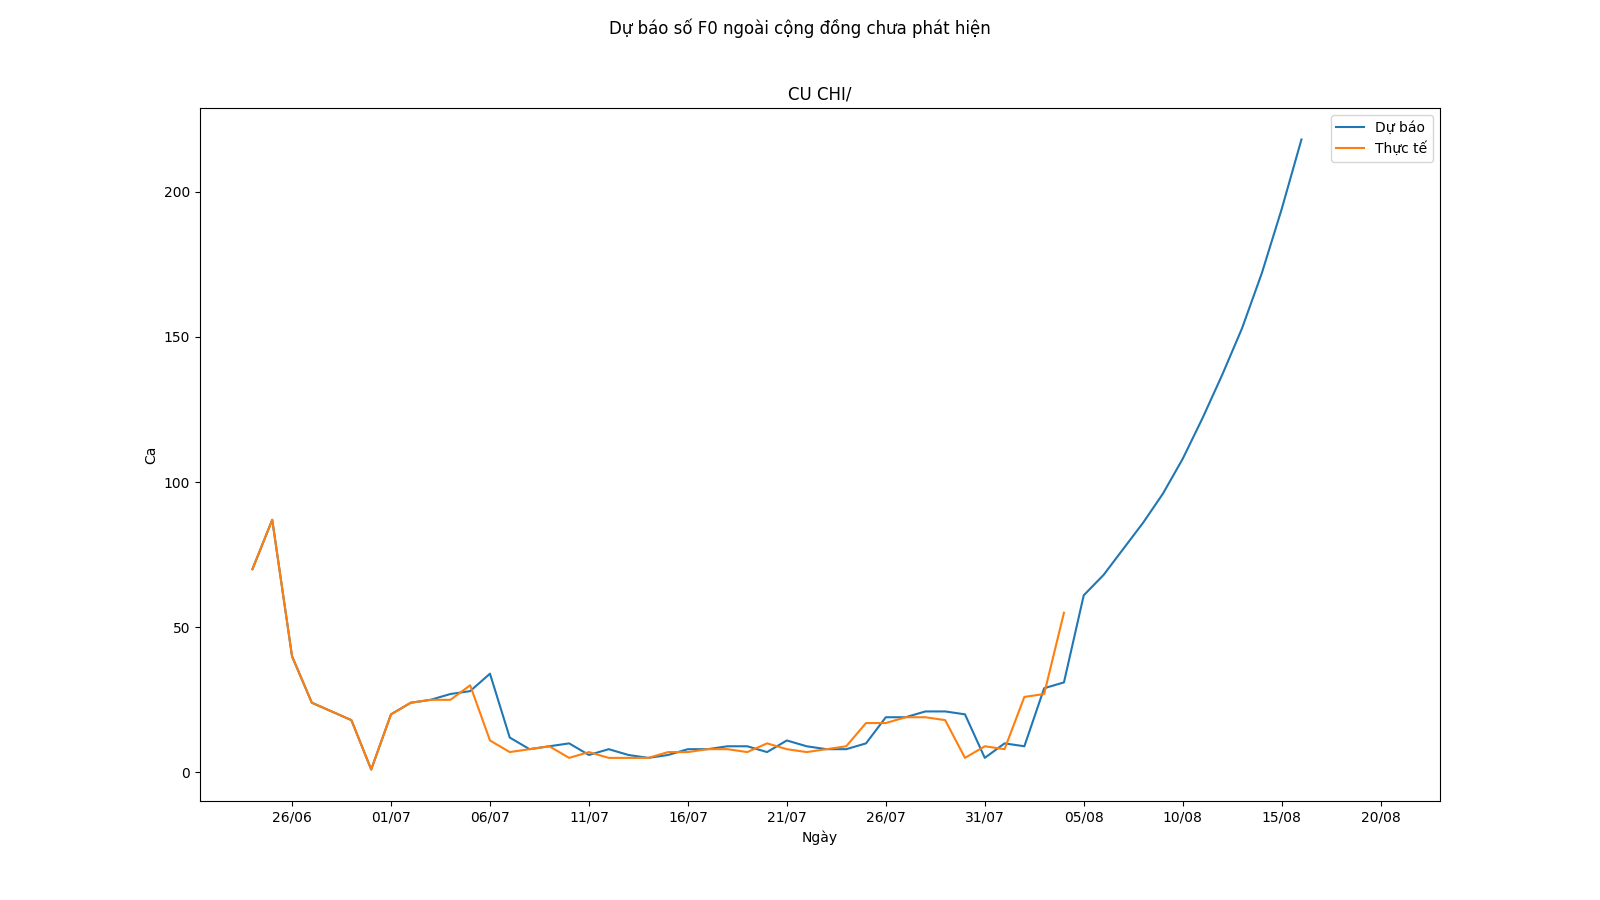 Dự báo số F0 ngoài cộng đồng chưa phát hiện
CU CHI/
Dự báo
Thực tế
200
150
100
50
0
Ca
26/06 01/07 06/07 11/07 16/07 21/07 26/07 31/07 05/08 10/08 15/08 20/08
Ngày